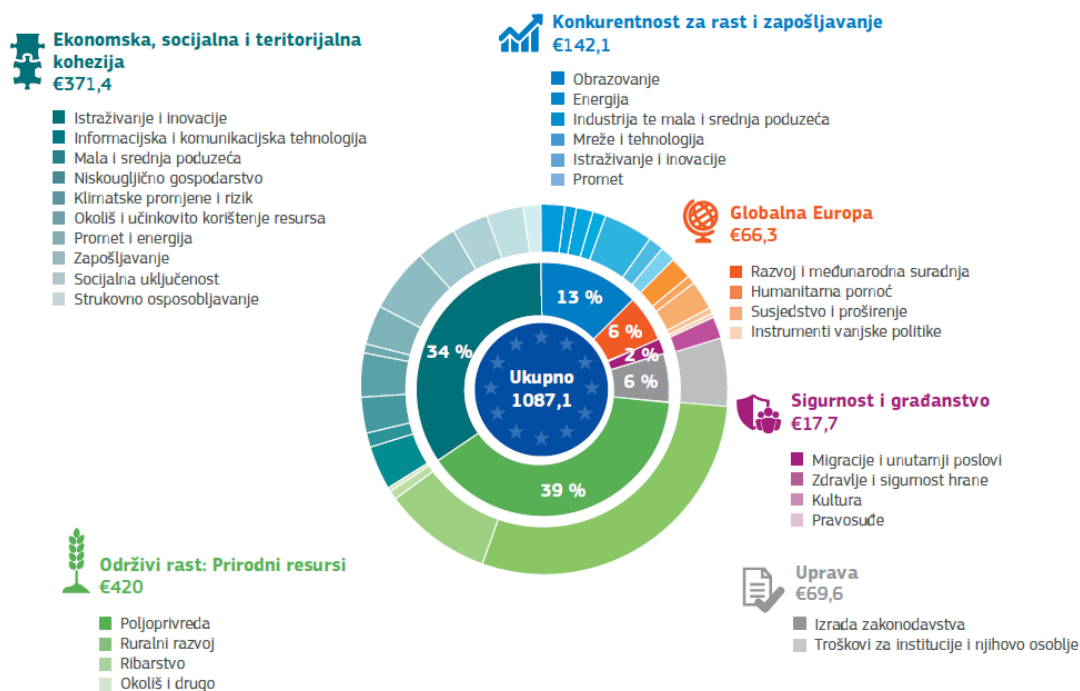 Ekonomska, socijalna i teritorijalna
kohezija
€371,4
Istraživanje i inovacije
Informacijska i komunikacijska tehnologija
Mala i srednja poduzeća
Niskougljično gospodarstvo
Klimatske promjene i rizik
Okoliš i učinkovito korištenje resursa
Promet i energija
Zapošljavanje
Socijalna uključenost
Strukovno osposobljavanje
Konkurentnost za rast i zapošljavanje
€142,1
Obrazovanje
Energija
Industrija te mala i srednja poduzeća
Mreže i tehnologija
Istraživanje i inovacije
Promet
Globalna Europa
€66,3
Razvoj i međunarodna suradnja
Humanitarna pomoć
Susjedstvo i proširenje
Instrumenti vanjske politike
13 %
6 %
2 %
6 %
34 %
39 %
Ukupno
1087,1
Sigurnost i građanstvo
€17,7
Migracije i unutarnji poslovi
Zdravlje i sigurnost hrane
Kultura
Pravosuđe
Održivi rast: Prirodni resursi
€420
Poljoprivreda
Ruralni razvoj
Ribarstvo
Okoliš i drugo
Uprava
€69,6
Izrada zakonodavstva
Troškovi za institucije i njihovo osoblje